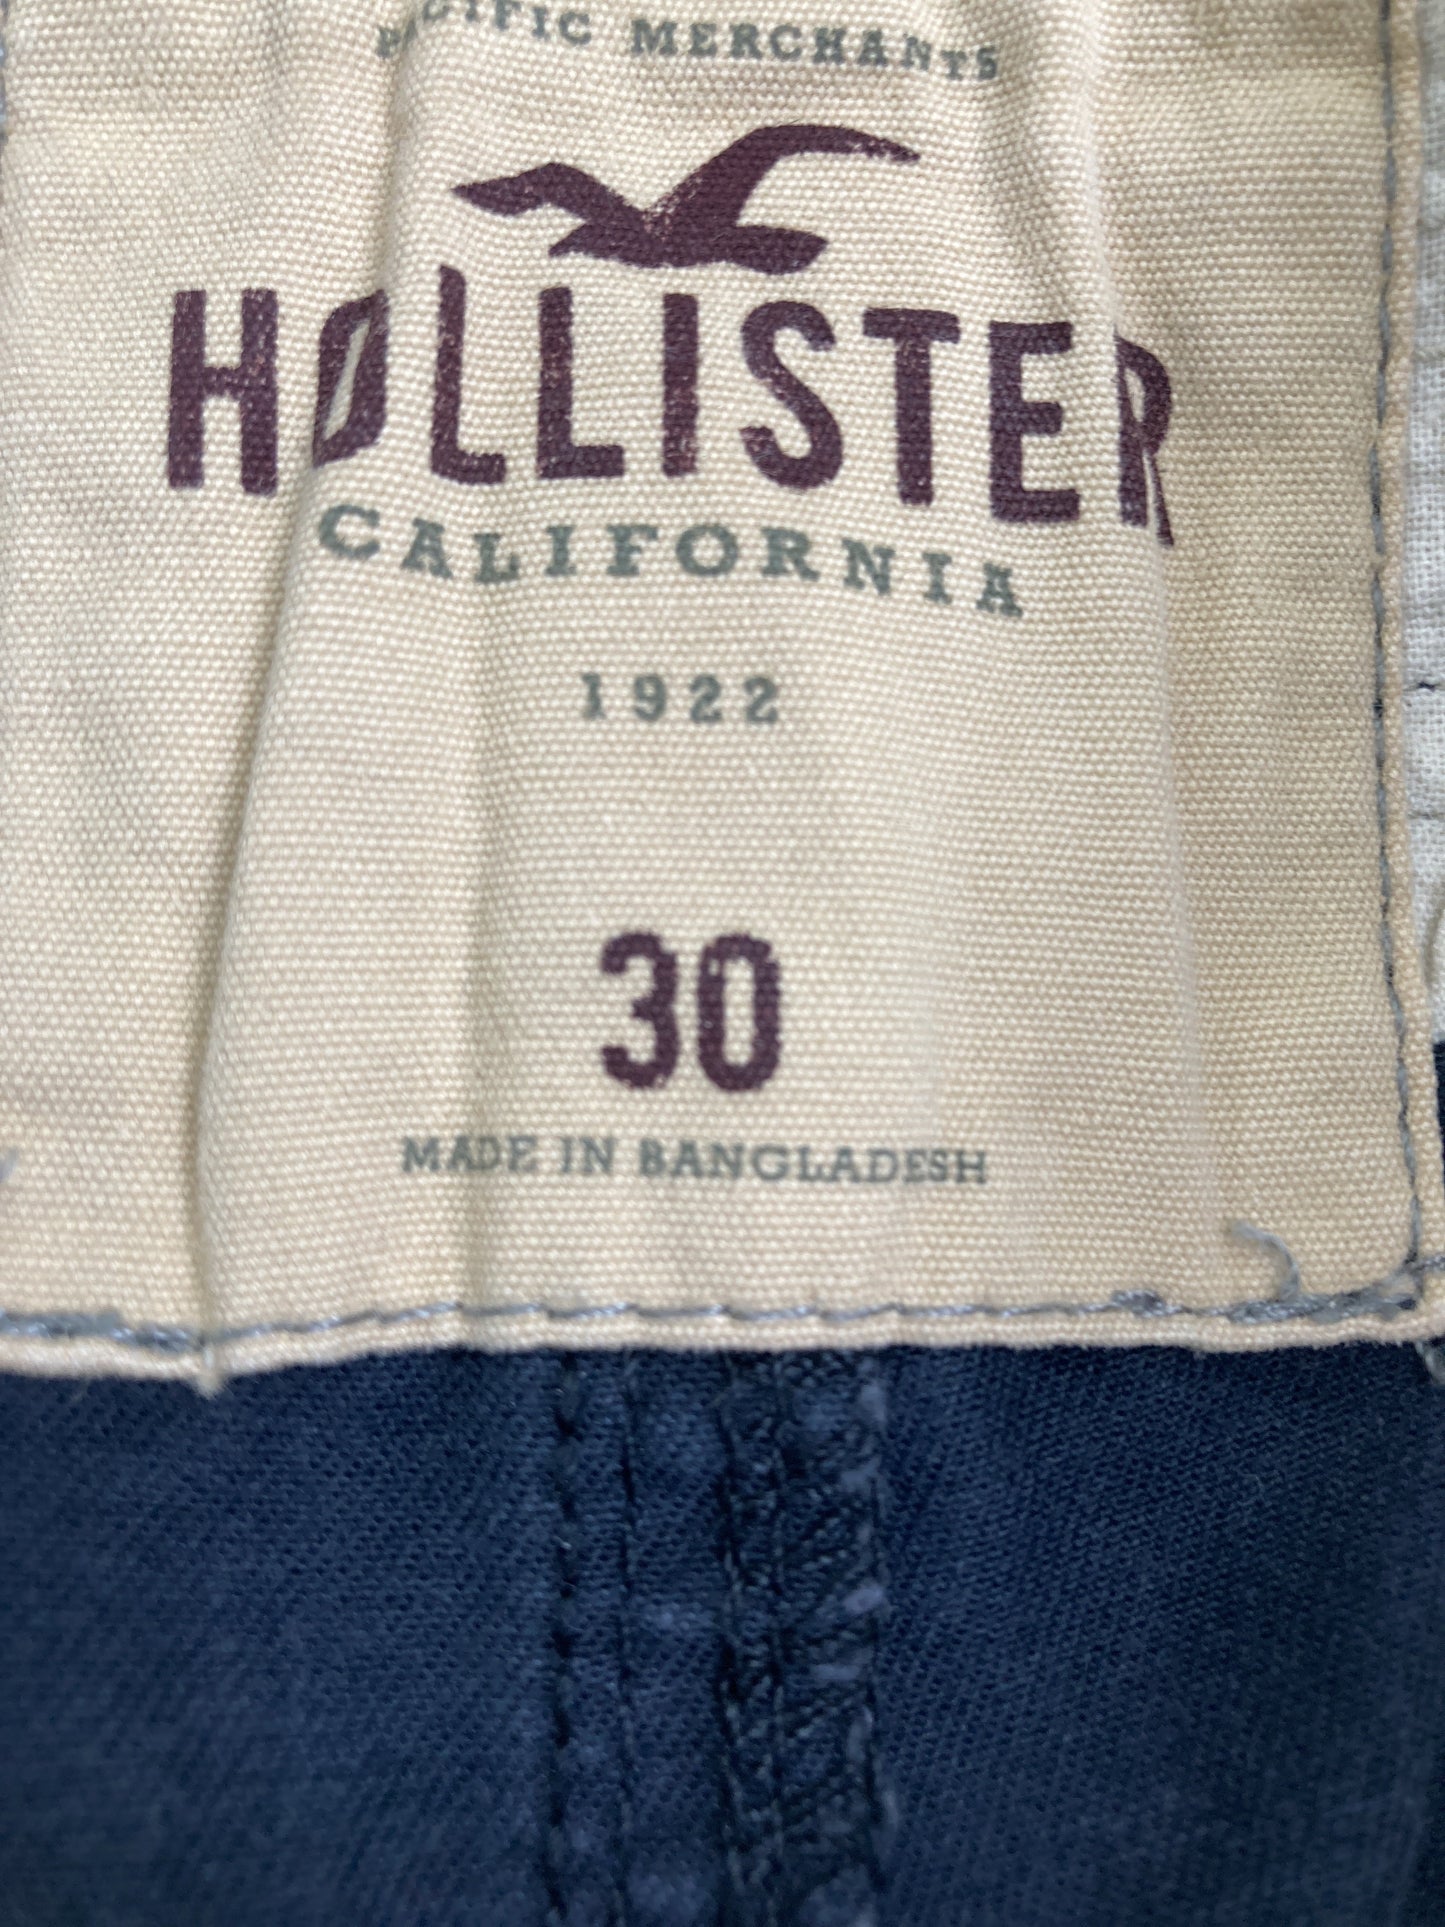 PACIFIC MERCHANTS
HOLLISTER
CALIFORNIA
1922
30
MADE IN BANGLADESH